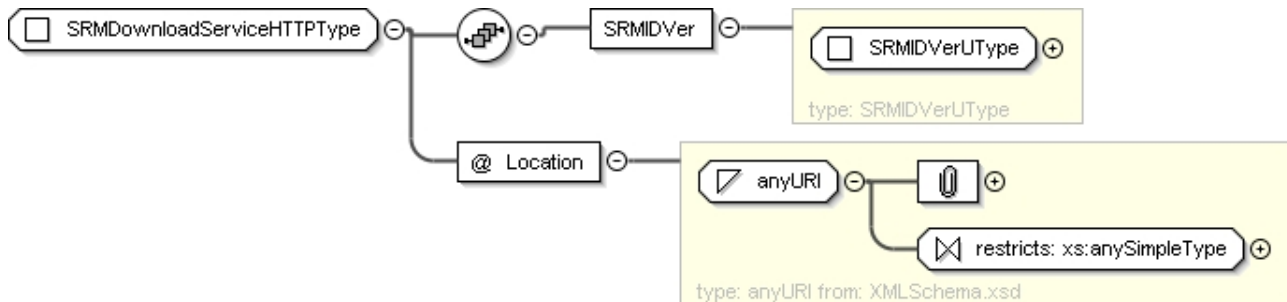 SRMDownloadServiceHTTPType
SRMIDVer
SRMIDVerUType
type: SRMIDVerUType
@ Location
anyURI
restricts: xs:anySimpleType
type: anyURI from: XMLSchema.xsd